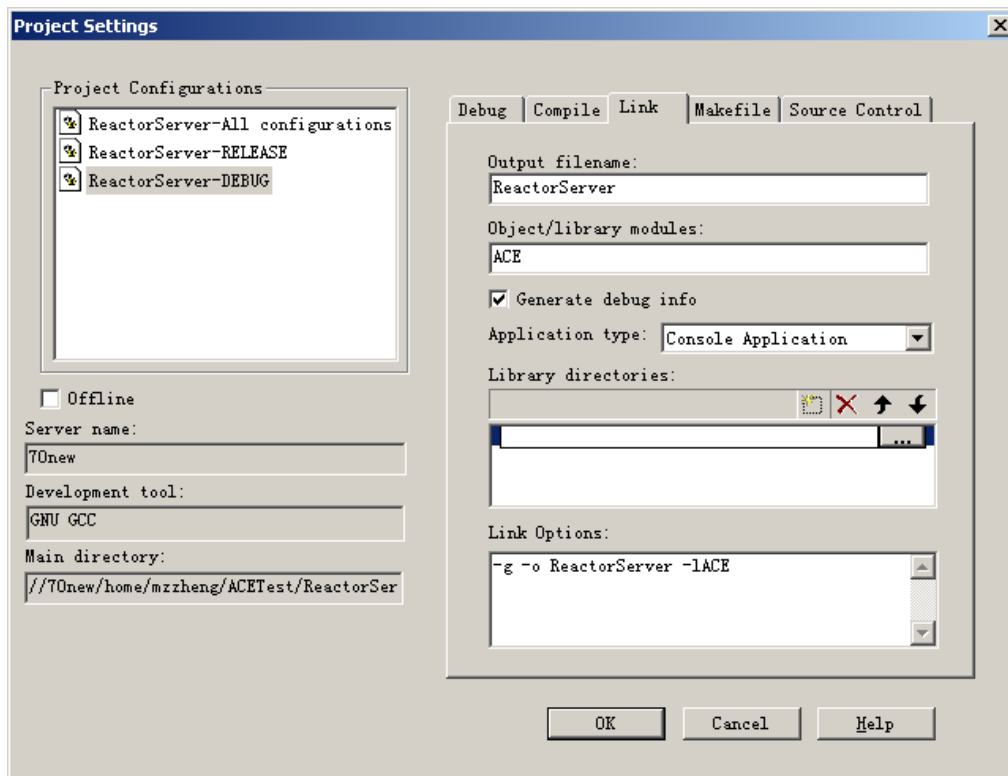 Project Settings
Project Configurations
ReactorServer-All configurations
ReactorServer-RELEASE
ReactorServer-DEBUG
Offline
Server name:
70new
Development tool:
GNU GCC
Main directory:
//70new/home/mzzheng/ACETest/ReactorSer
Debug
Compile
Link
Makefile
Source Control
Output filename:
ReactorServer
Object/library modules:
ACE
Generate debug info
Application type:
Console Application
Library directories:
...
Link Options:
-g -o ReactorServer -lACE
OK
Cancel
Help